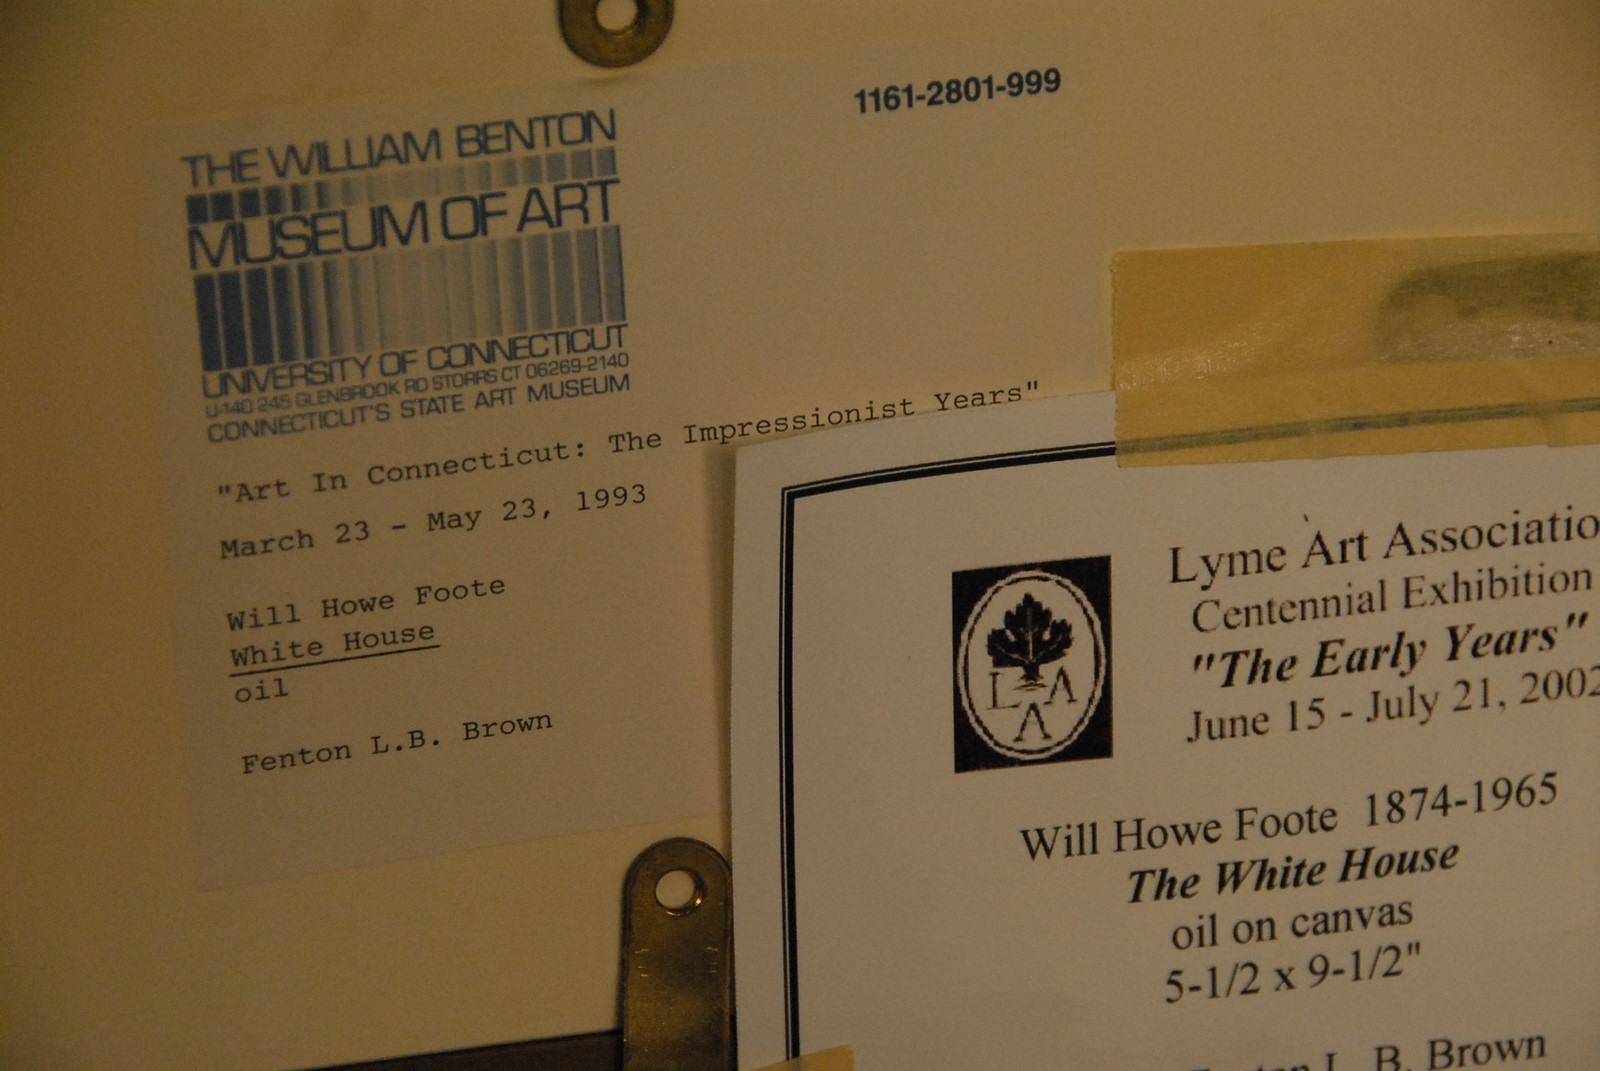 1161-2801-999
THE WILLIAM BENTON
MUSEUM OF ART
UNIVERSITY OF CONNECTICUT
U-140 245 GLENBROOK RD STORRS CT 06269-2140
CONNECTICUT'S STATE ART MUSEUM
"Art In Connecticut: The Impressionist Years"
March 23 - May 23, 1993
Will Howe Foote
White House
oil
Fenton L.B. Brown
Lyme Art Associatio
Centennial Exhibition
"The Early Years"
June 15 - July 21, 2002
L A
A
Will Howe Foote 1874-1965
The White House
oil on canvas
5-1/2 x 9-1/2"
Fenton L. B. Brown